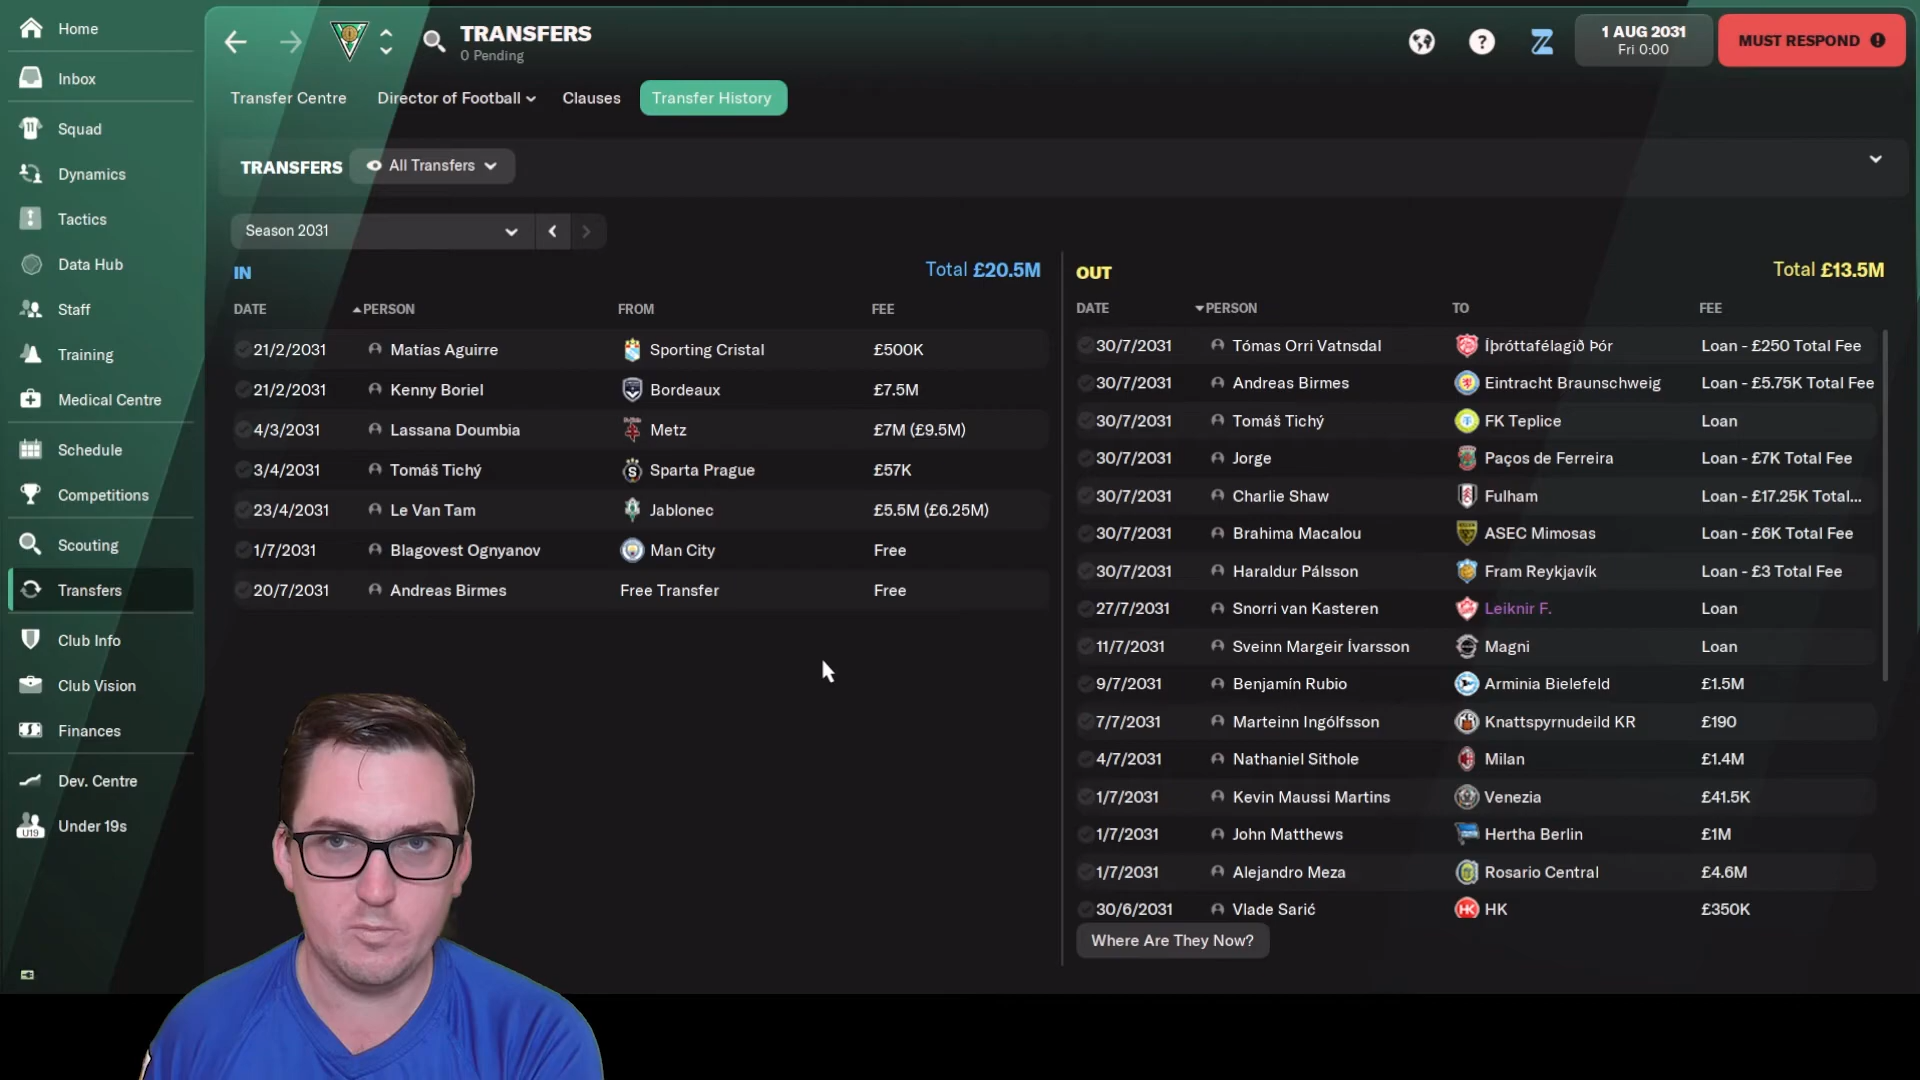 Home
Inbox
Squad
Dynamics
Tactics
Data Hub
Staff
Training
Medical Centre
Schedule
Competitions
Scouting
Transfers
Club Info
Club Vision
Finances
Dev. Centre
U19 Under 19s
TRANSFERS
0 Pending
1 AUG 2031
Fri 0:00
MUST RESPOND
Transfer Centre Director of Football Clauses Transfer History
TRANSFERS All Transfers
Season 2031
IN Total £20.5M
DATE PERSON FROM FEE
21/2/2031 Matías Aguirre Sporting Cristal £500K
21/2/2031 Kenny Boriel Bordeaux £7.5M
4/3/2031 Lassana Doumbia Metz £7M (£9.5M)
3/4/2031 Tomáš Tichý Sparta Prague £57K
23/4/2031 Le Van Tam Jablonec £5.5M (£6.25M)
1/7/2031 Blagovest Ognyanov Man City Free
20/7/2031 Andreas Birmes Free Transfer Free
OUT Total £13.5M
DATE PERSON TO FEE
30/7/2031 Tómas Orri Vatnsdal Íþróttafélagið Þór Loan - £250 Total Fee
30/7/2031 Andreas Birmes Eintracht Braunschweig Loan - £5.75K Total Fee
30/7/2031 Tomáš Tichý FK Teplice Loan
30/7/2031 Jorge Paços de Ferreira Loan - £7K Total Fee
30/7/2031 Charlie Shaw Fulham Loan - £17.25K Total...
30/7/2031 Brahima Macalou ASEC Mimosas Loan - £6K Total Fee
30/7/2031 Haraldur Pálsson Fram Reykjavík Loan - £3 Total Fee
27/7/2031 Snorri van Kasteren Leiknir F. Loan
11/7/2031 Sveinn Margeir Ívarsson Magni Loan
9/7/2031 Benjamín Rubio Arminia Bielefeld £1.5M
7/7/2031 Marteinn Ingólfsson Knattspyrnudeild KR £190
4/7/2031 Nathaniel Sithole Milan £1.4M
1/7/2031 Kevin Maussi Martins Venezia £41.5K
1/7/2031 John Matthews Hertha Berlin £1M
1/7/2031 Alejandro Meza Rosario Central £4.6M
30/6/2031 Vlade Sarić HK HK £350K
Where Are They Now?